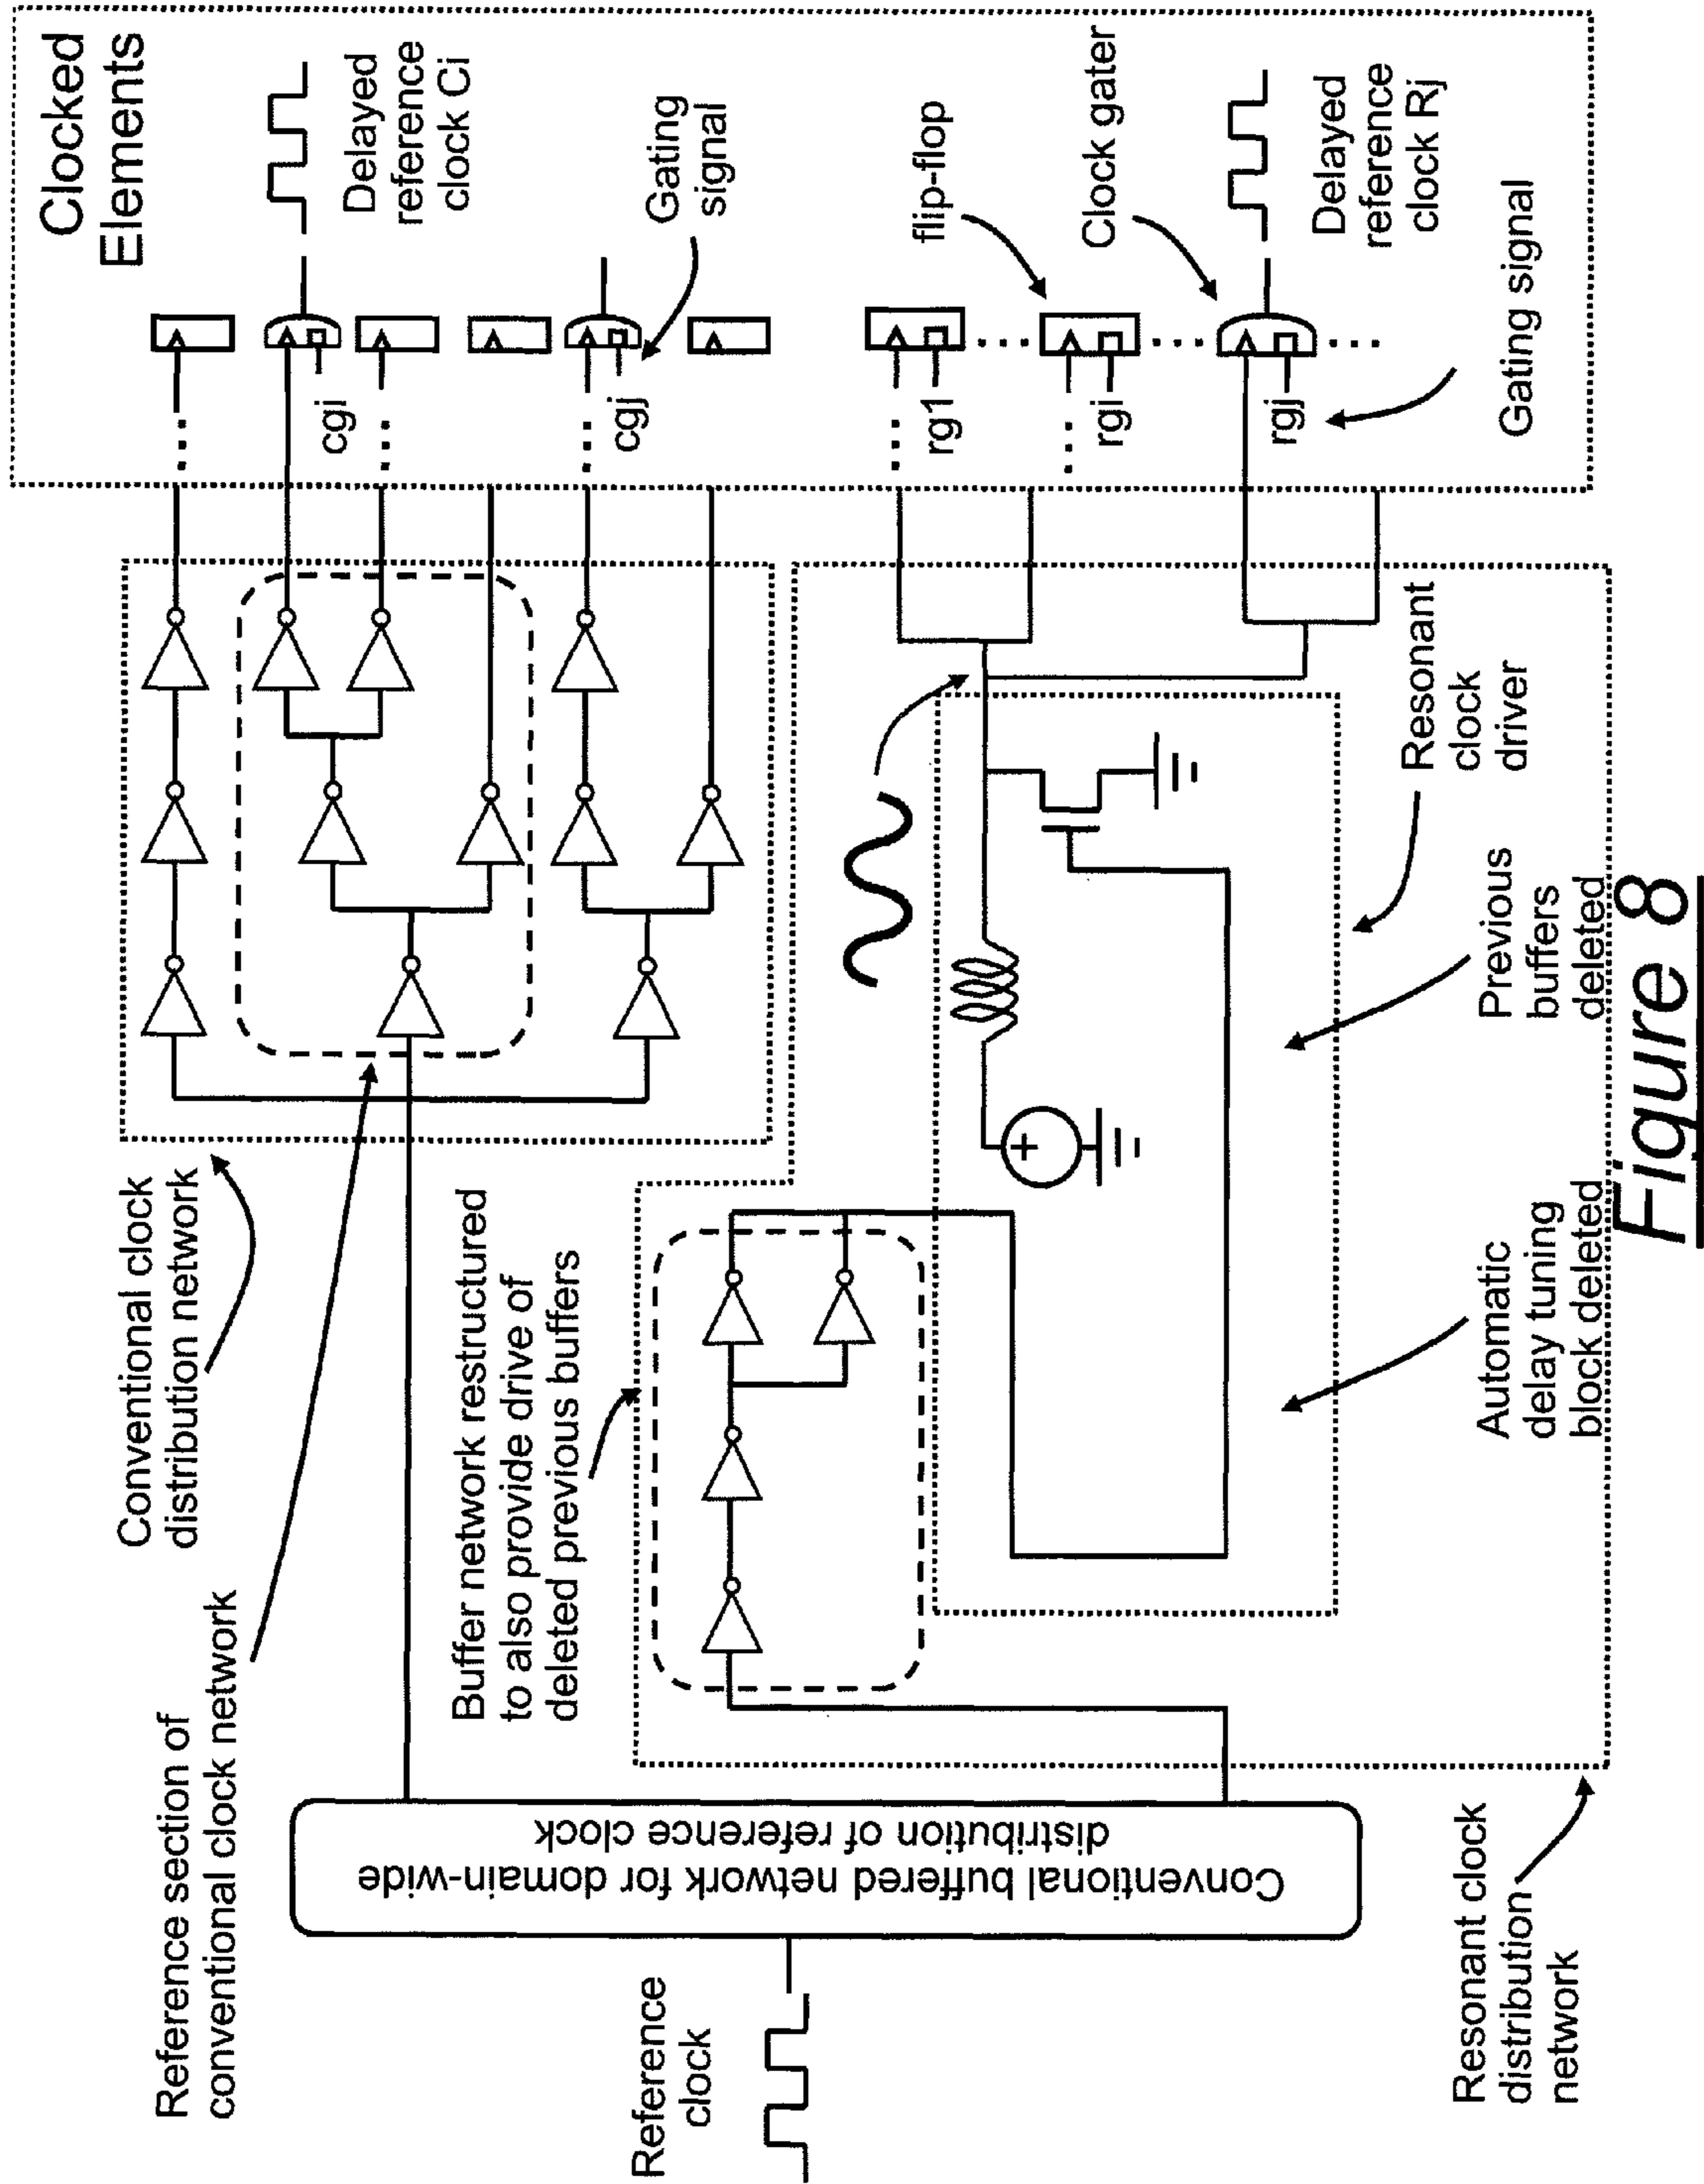 Clocked
Elements
Delayed
reference
clock Ci
Gating
signal
flip-flop
Clock gater
Delayed
reference
clock Rj
Gating signal
cgi
cgj
rg1
rgi
rgj
Conventional clock
distribution network
Reference section of
conventional clock network
Buffer network restructured
to also provide drive of
deleted previous buffers
+
Resonant
clock
driver
Previous
buffers
deleted
Automatic
delay tuning
block deleted
Conventional buffered network for domain-wide
distribution of reference clock
Reference
clock
Resonant clock
distribution
network
Figure 8